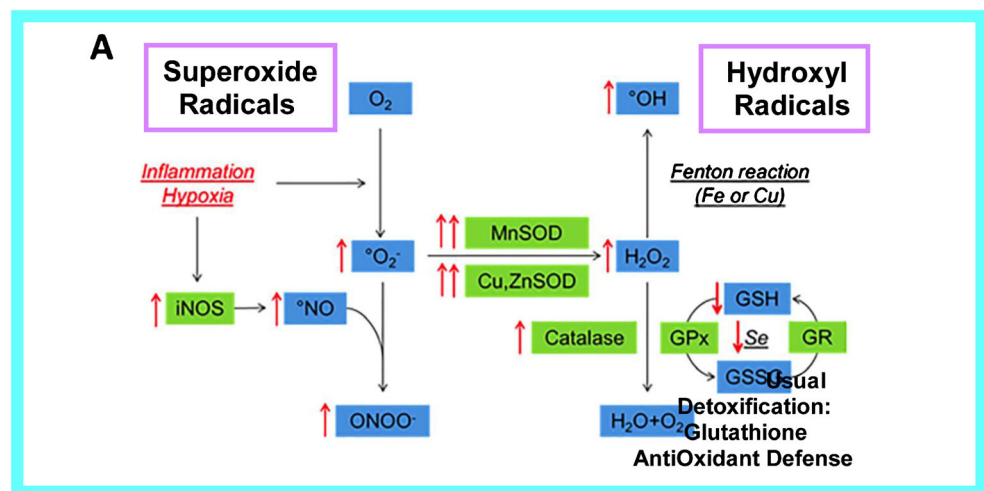 A
Superoxide
Radicals
O₂
°OH
Hydroxyl
Radicals
Inflammation
Hypoxia
Fenton reaction
(Fe or Cu)
MnSOD
°O₂⁻
H₂O₂
Cu,ZnSOD
iNOS
°NO
GSH
Catalase
GPx
Se
GR
GSSG
Usual
Detoxification:
ONOO⁻
H₂O+O₂
Glutathione
AntiOxidant Defense